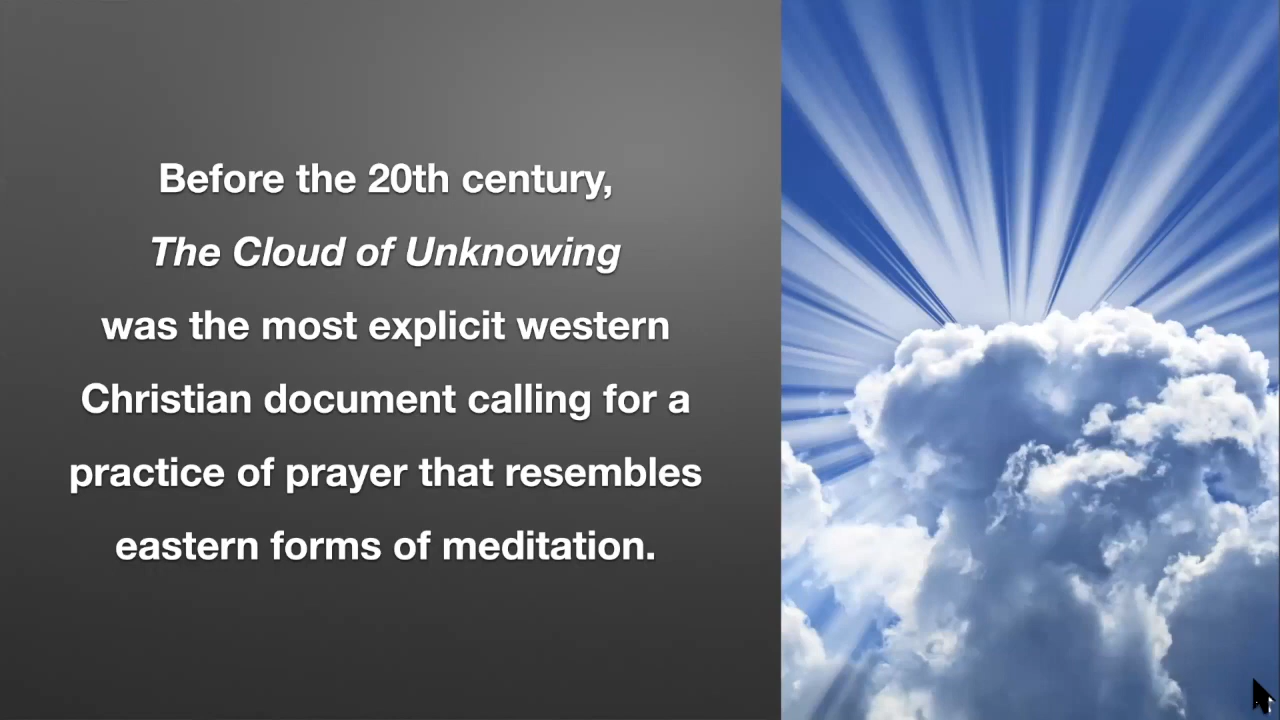 Before the 20th century,
The Cloud of Unknowing
was the most explicit western
Christian document calling for a
practice of prayer that resembles
eastern forms of meditation.